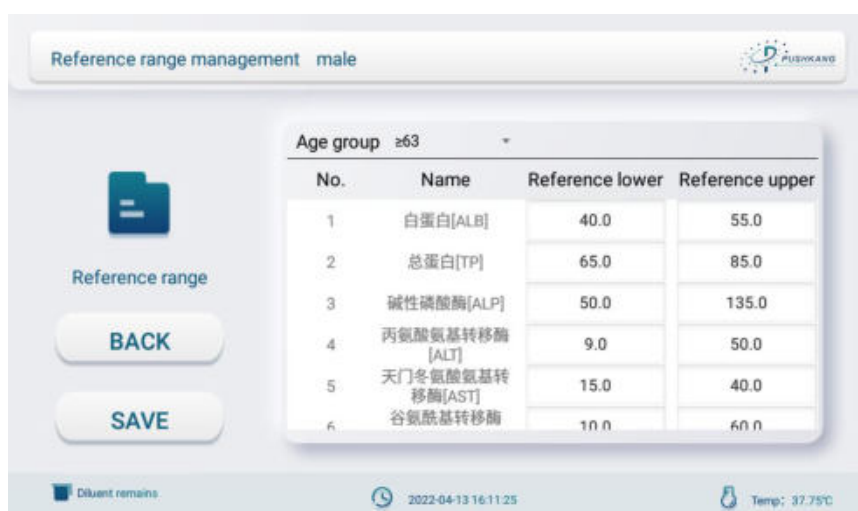 Reference range management male
PUSHKANG
Age group ≥63
No. Name Reference lower Reference upper
1 白蛋白[ALB] 40.0 55.0
2 总蛋白[TP] 65.0 85.0
Reference range
3 碱性磷酸酶[ALP] 50.0 135.0
BACK
4 丙氨酸氨基转移酶
[ALT] 9.0 50.0
5 天门冬氨酸氨基转
移酶[AST] 15.0 40.0
SAVE
6 谷氨酰基转移酶 10.0 60.0
Diluent remains
2022-04-13 16:11:25
Temp: 37.75℃